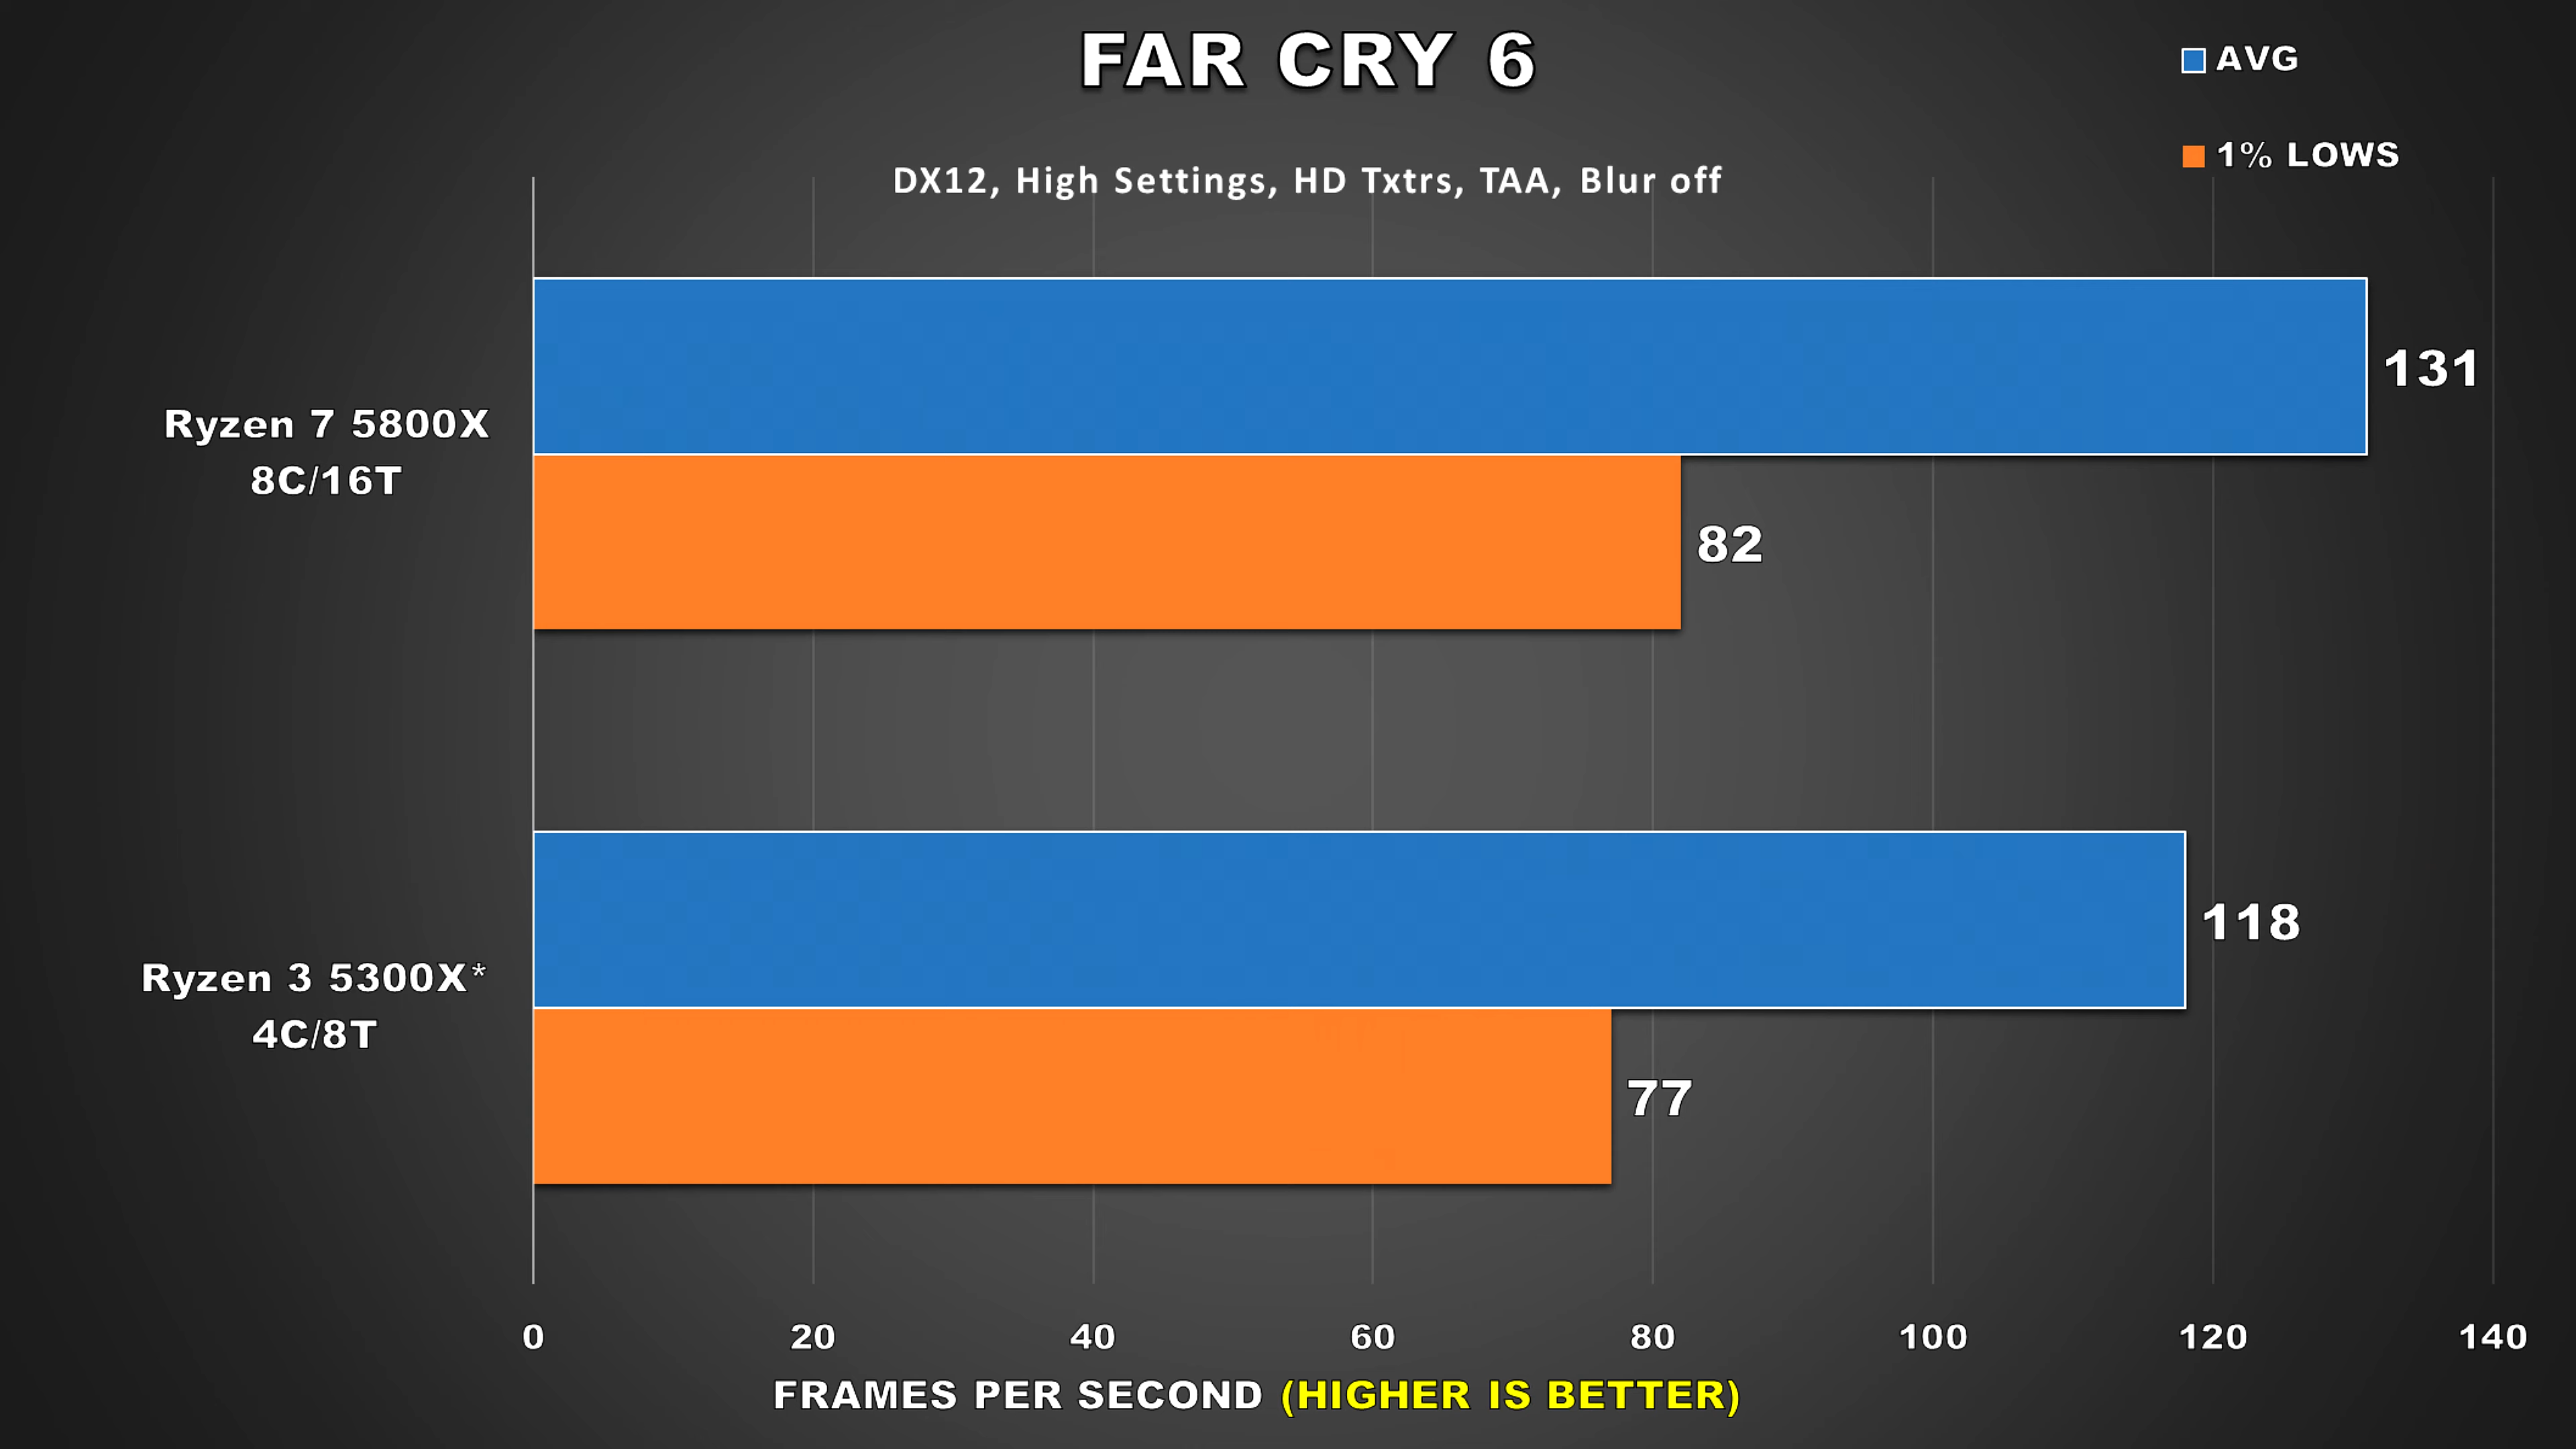 FAR CRY 6
AVG
1% LOWS
DX12, High Settings, HD Txtrs, TAA, Blur off
131
Ryzen 7 5800X
8C/16T
82
118
Ryzen 3 5300X*
4C/8T
77
0 20 40 60 80 100 120 140
FRAMES PER SECOND (HIGHER IS BETTER)